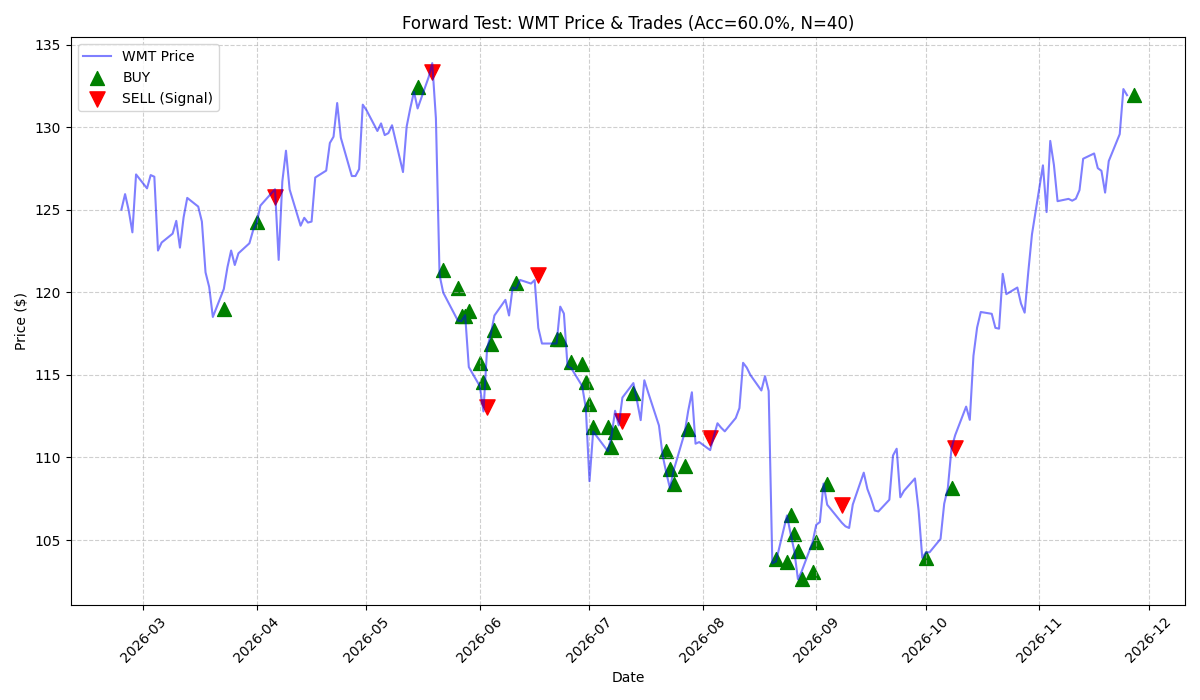 Forward Test: WMT Price & Trades (Acc=60.0%, N=40)
WMT Price
BUY
SELL (Signal)
Price ($)
135
130
125
120
115
110
105
2026-03
2026-04
2026-05
2026-06
2026-07
2026-08
2026-09
2026-10
2026-11
2026-12
Date